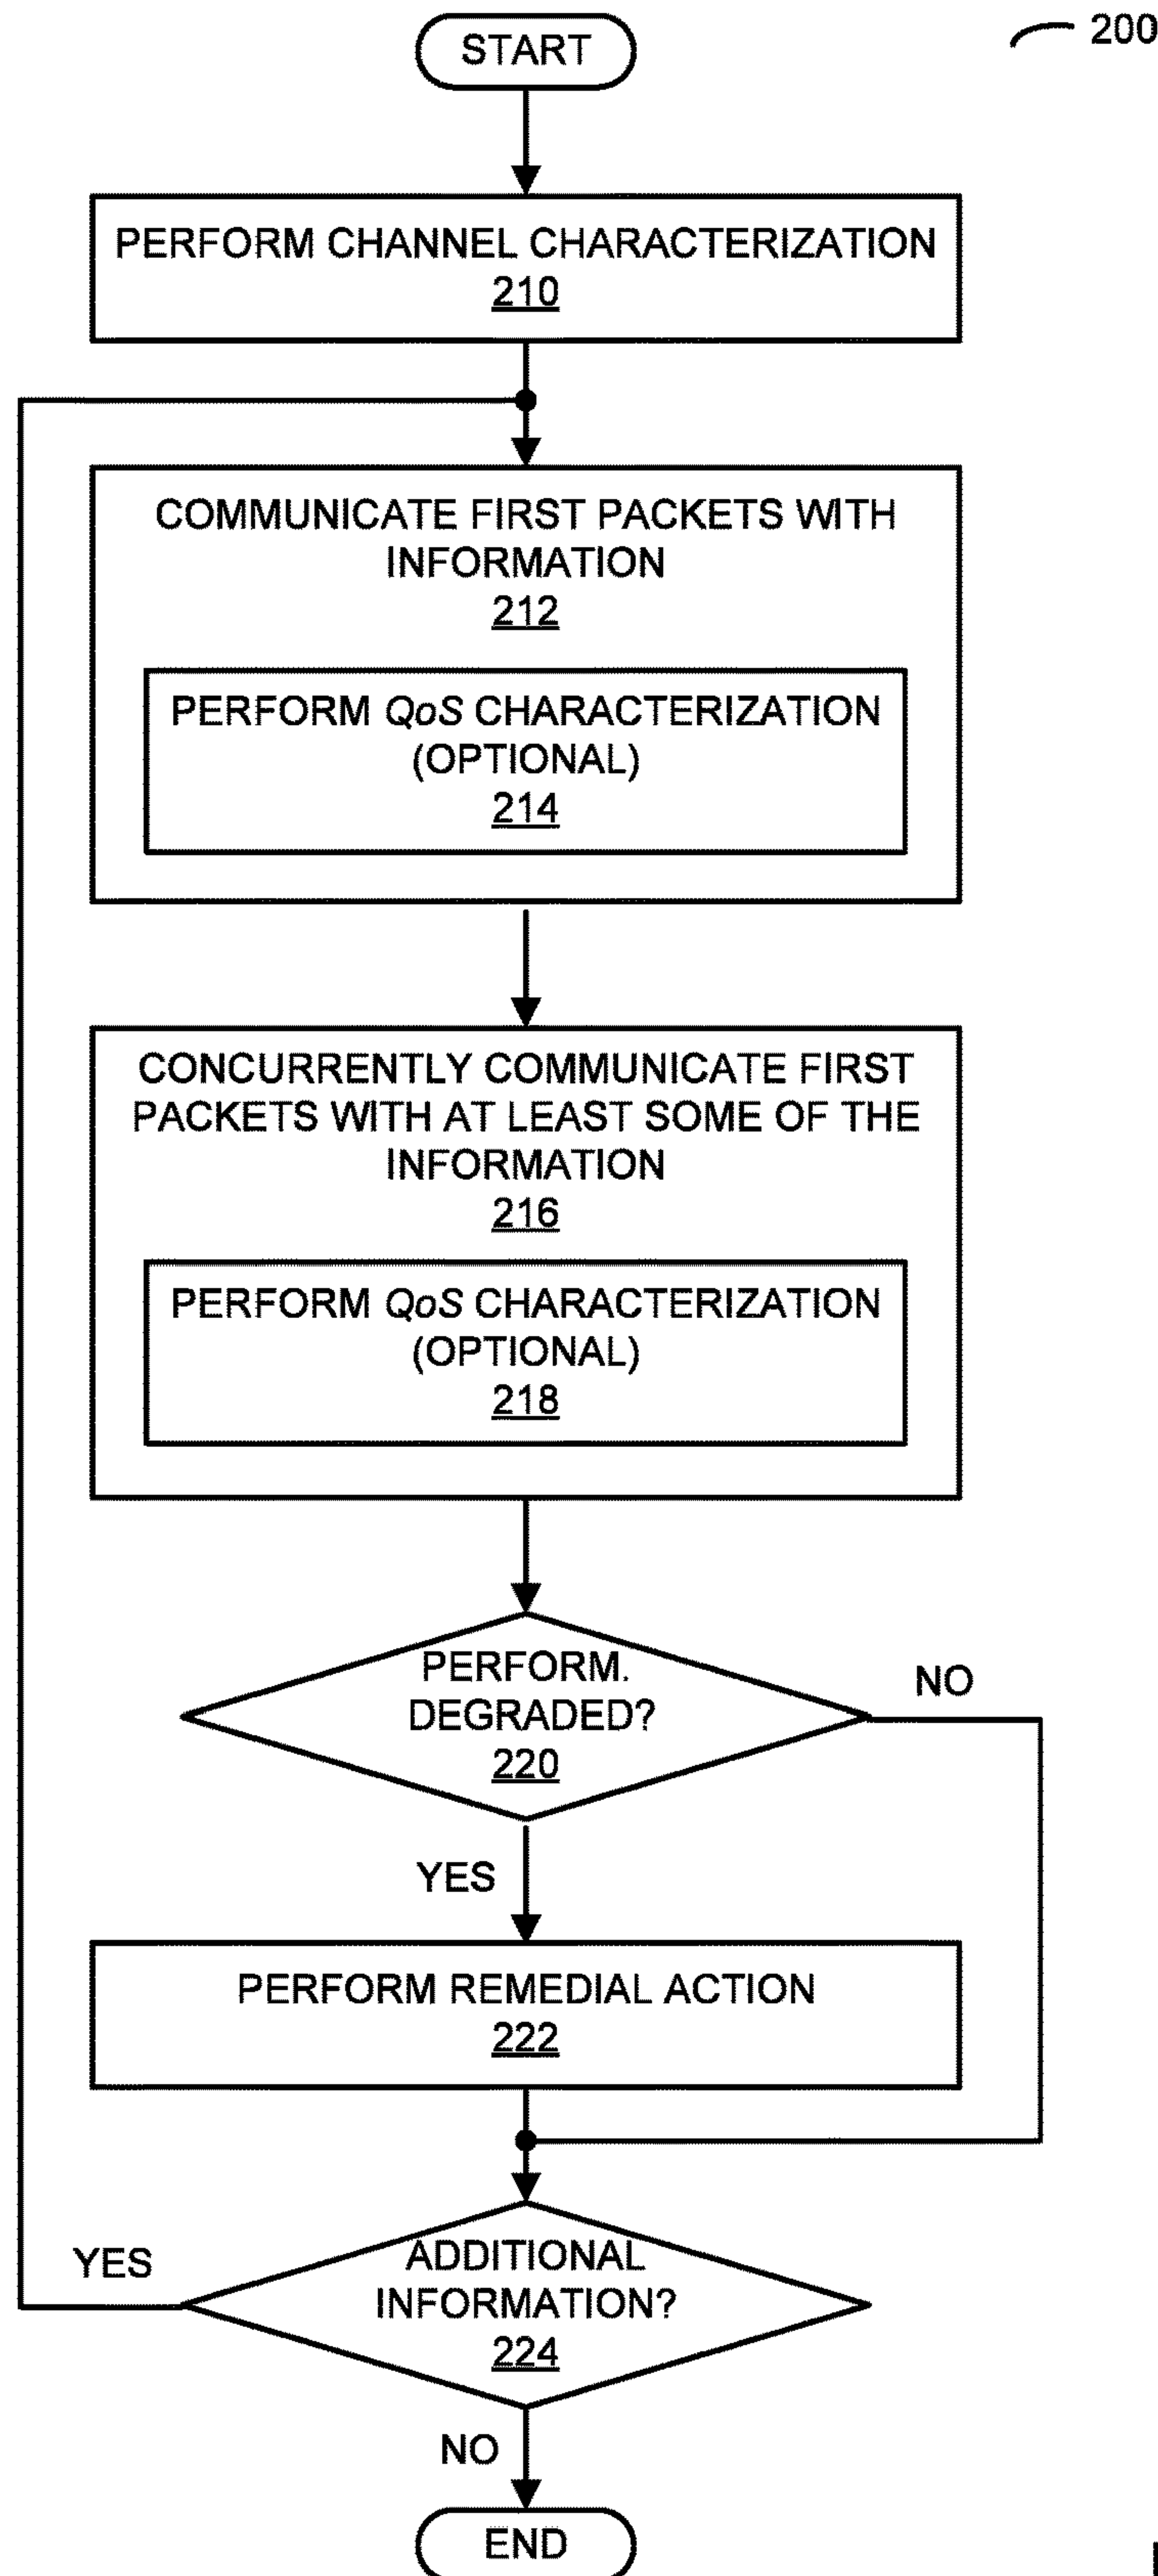 START
200
PERFORM CHANNEL CHARACTERIZATION
210
COMMUNICATE FIRST PACKETS WITH
INFORMATION
212
PERFORM QoS CHARACTERIZATION
(OPTIONAL)
214
CONCURRENTLY COMMUNICATE FIRST
PACKETS WITH AT LEAST SOME OF THE
INFORMATION
216
PERFORM QoS CHARACTERIZATION
(OPTIONAL)
218
PERFORM.
DEGRADED?
220
NO
YES
PERFORM REMEDIAL ACTION
222
ADDITIONAL
INFORMATION?
224
YES
NO
END